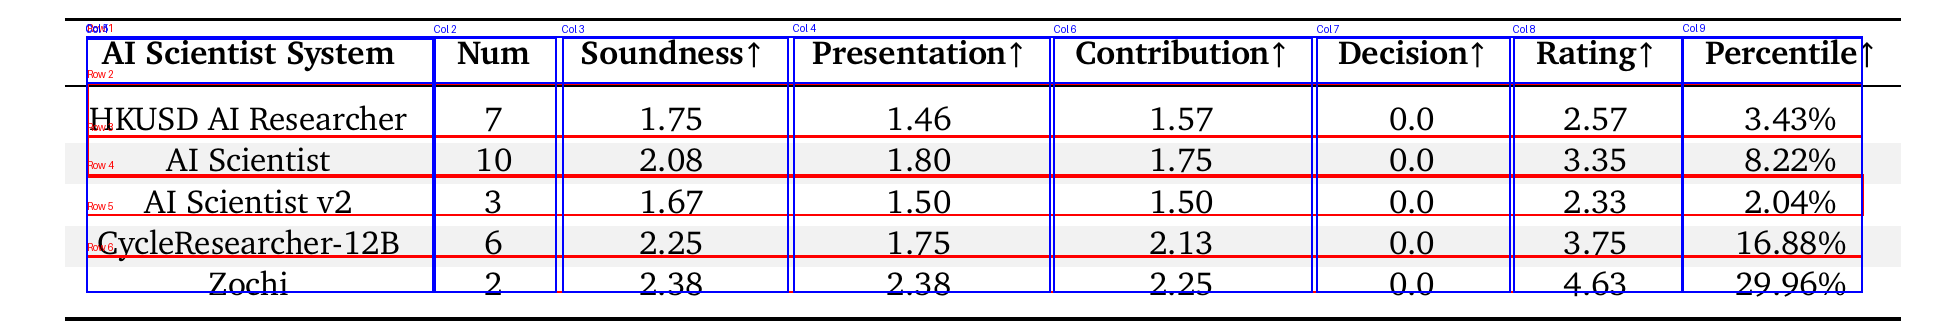 Col 2 Col 3 Col 4 Col 6 Col 7 Col 8 Col 9
AI Scientist System Num Soundness↑ Presentation↑ Contribution↑ Decision↑ Rating↑ Percentile↑
Row 2
HKUSD AI Researcher 7 1.75 1.46 1.57 0.0 2.57 3.43%
AI Scientist 10 2.08 1.80 1.75 0.0 3.35 8.22%
Row 4
AI Scientist v2 3 1.67 1.50 1.50 0.0 2.33 2.04%
Row 5
CycleResearcher-12B 6 2.25 1.75 2.13 0.0 3.75 16.88%
Row 6
Zochi 2 2.38 2.38 2.25 0.0 4.63 29.96%